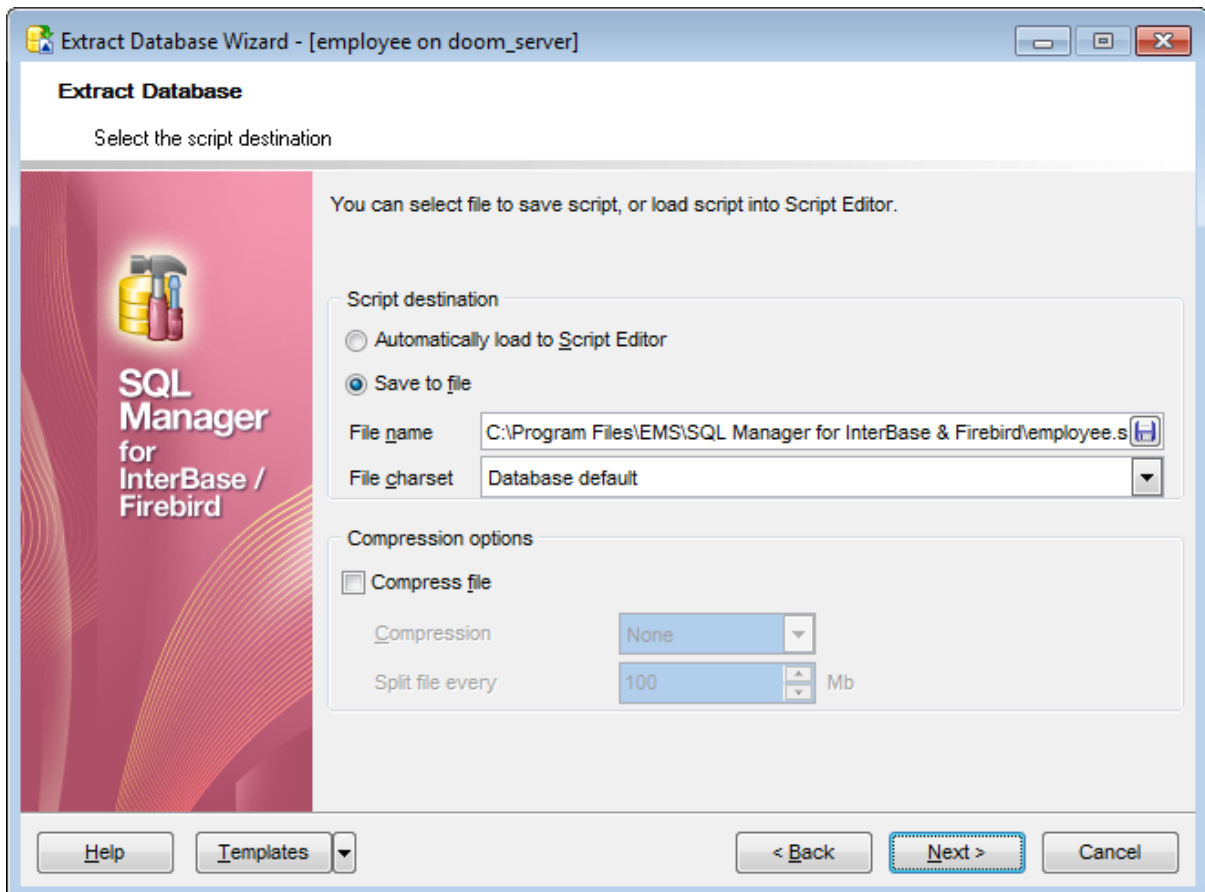 Extract Database Wizard - [employee on doom_server]
Extract Database
Select the script destination
SQL
Manager
for
InterBase /
Firebird
You can select file to save script, or load script into Script Editor.
Script destination
Automatically load to Script Editor
Save to file
File name C:\Program Files\EMS\SQL Manager for InterBase & Firebird\employee.s
File charset Database default
Compression options
Compress file
Compression None
Split file every 100 Mb
Help Templates < Back Next > Cancel